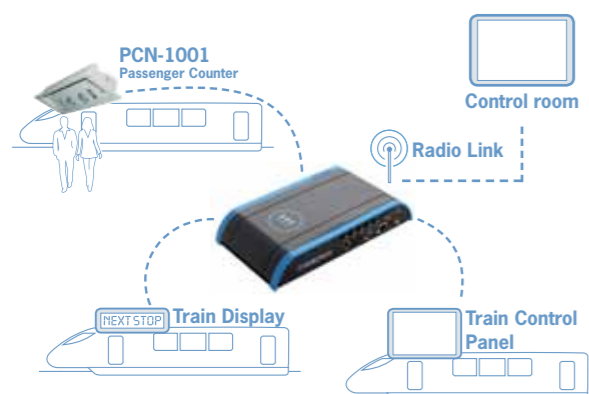 PCN-1001
Passenger Counter
Control room
Radio Link
NEXT STOP
Train Display
Train Control
Panel